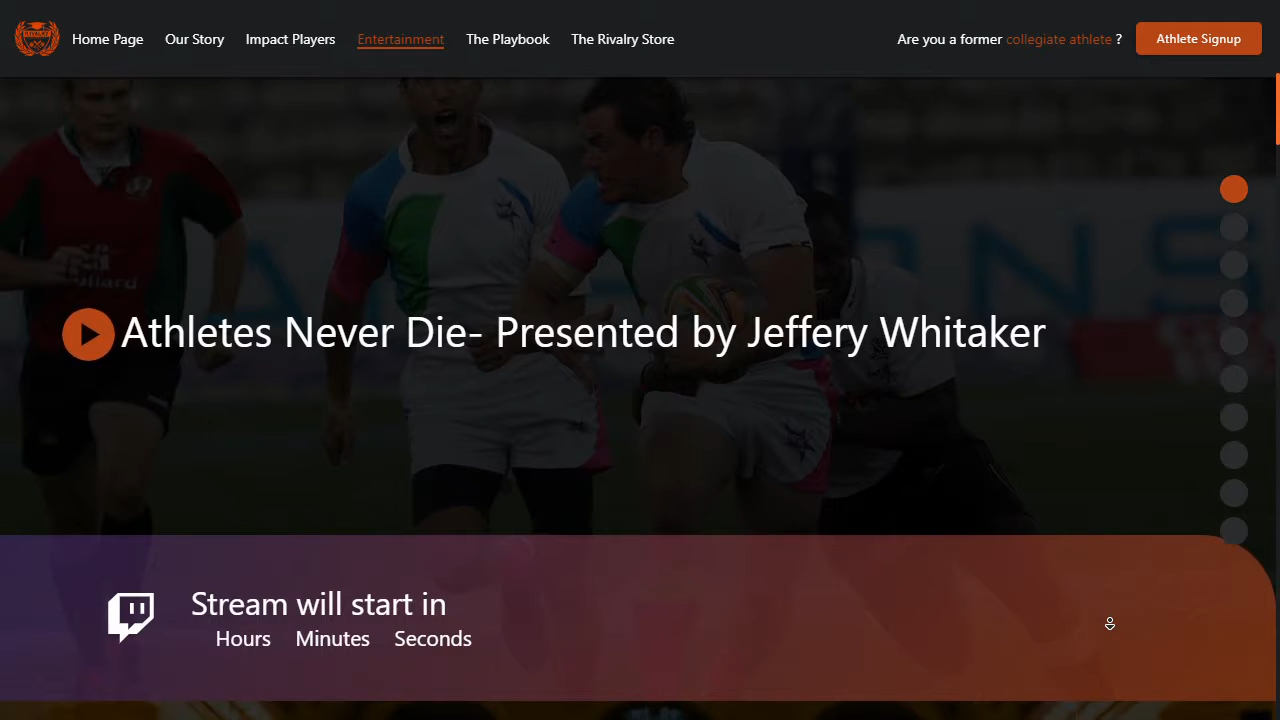 RIVALRY
Home Page
Our Story
Impact Players
Entertainment
The Playbook
The Rivalry Store
Are you a former collegiate athlete ?
Athlete Signup
Athletes Never Die- Presented by Jeffery Whitaker
Stream will start in
Hours Minutes Seconds